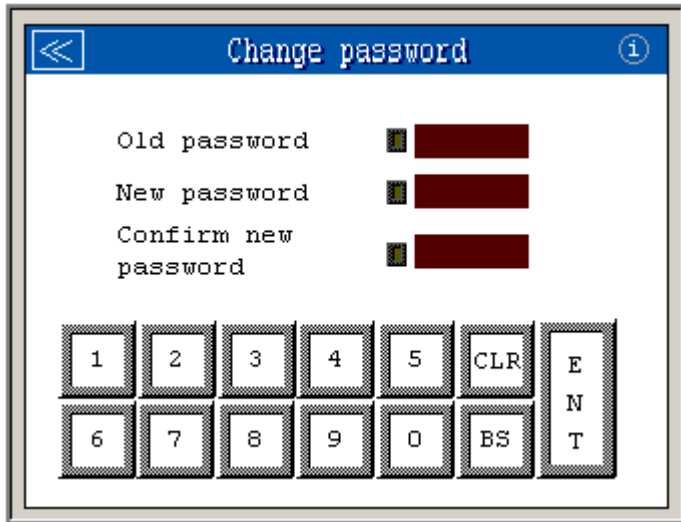 ≪ Change password i
Old password
New password
Confirm new
password
1 2 3 4 5 CLR
6 7 8 9 0 BS
ENT